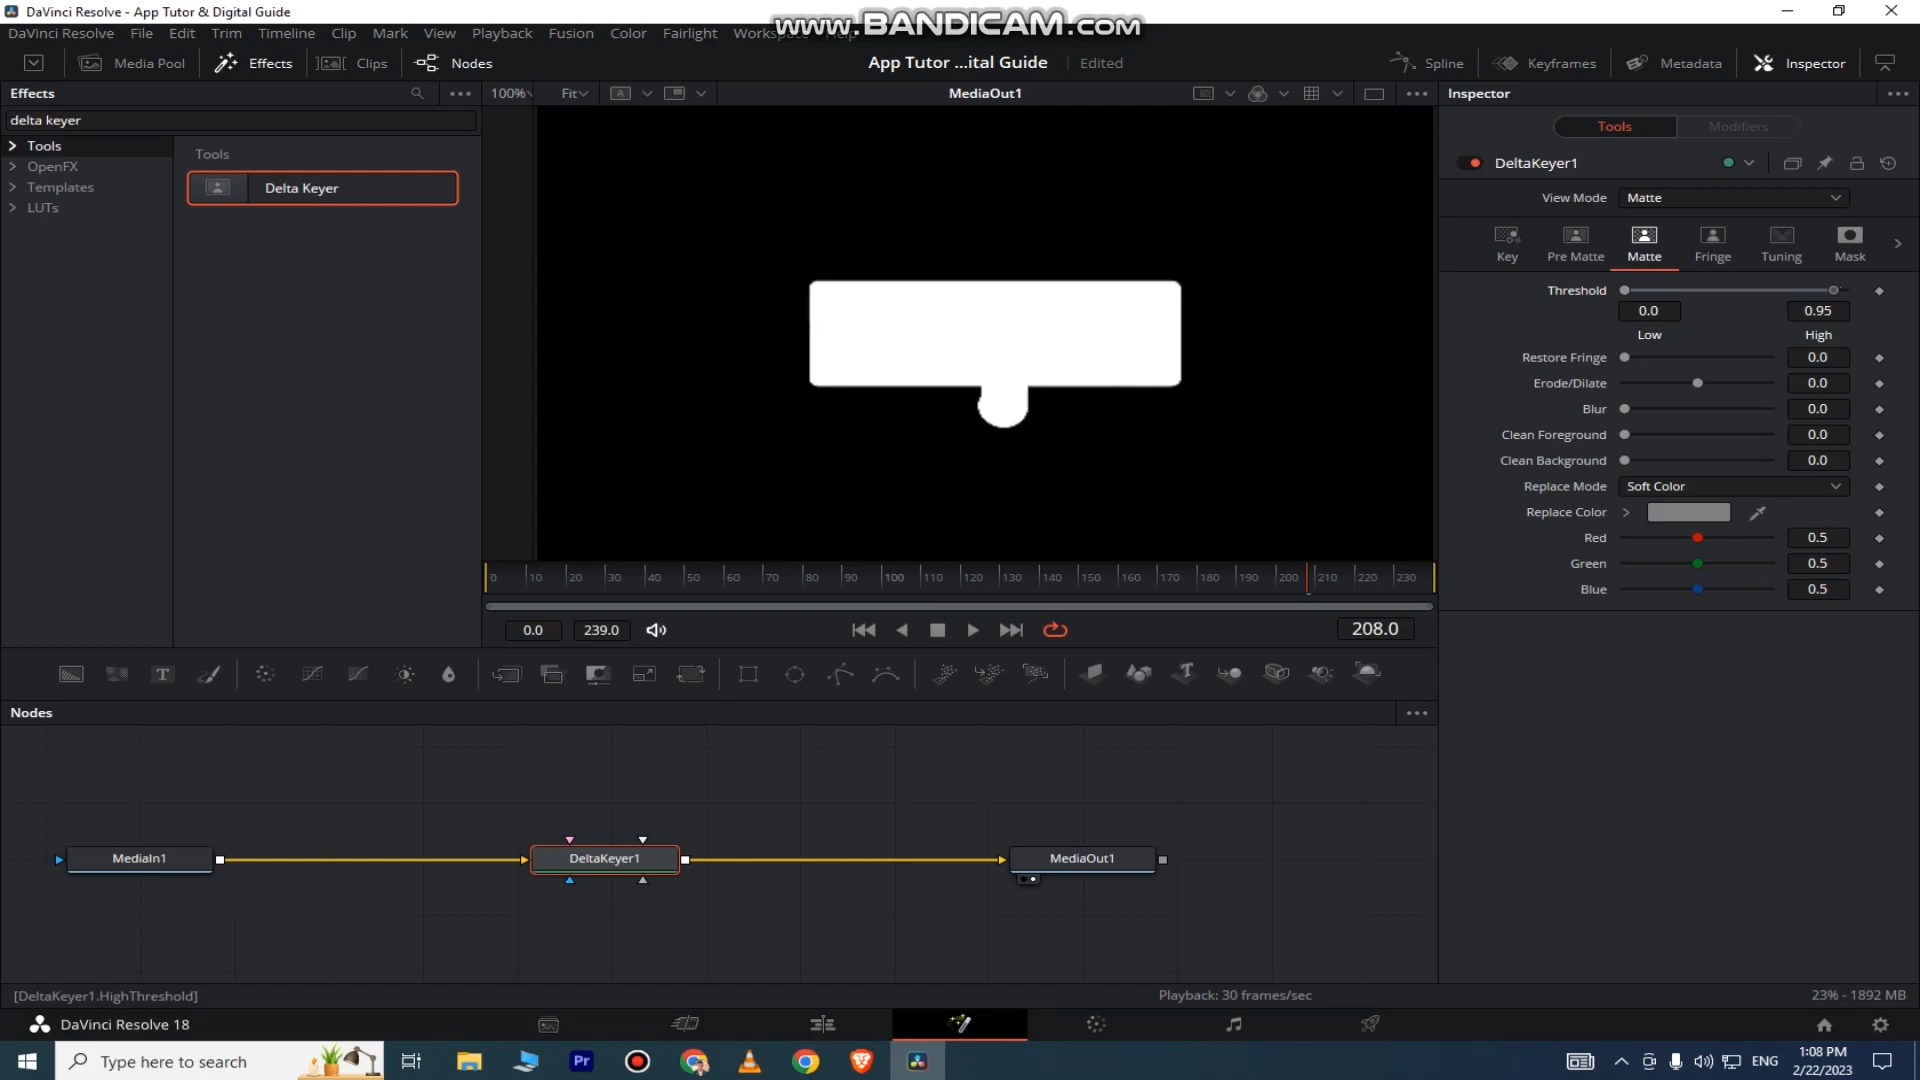 DaVinci Resolve - App Tutor & Digital Guide
www.BANDICAM.com
DaVinci Resolve File Edit Trim Timeline Clip Mark View Playback Fusion Color Fairlight Workspace Help
Media Pool Effects Clips Nodes App Tutor ...ital Guide Edited Spline Keyframes Metadata Inspector
Effects 100% Fit A MediaOut1 Inspector
delta keyer
Tools Modifiers
Tools
OpenFX
Templates
LUTs
Tools
Delta Keyer
DeltaKeyer1
View Mode Matte
Key Pre Matte Matte Fringe Tuning Mask
Threshold
0.0 0.95
Low High
Restore Fringe 0.0
Erode/Dilate 0.0
Blur 0.0
Clean Foreground 0.0
Clean Background 0.0
Replace Mode Soft Color
Replace Color
Red 0.5
Green 0.5
Blue 0.5
0 10 20 30 40 50 60 70 80 90 100 110 120 130 140 150 160 170 180 190 200 210 220 230
0.0 239.0 208.0
Nodes
MediaIn1 DeltaKeyer1 MediaOut1
[DeltaKeyer1.HighThreshold] Playback: 30 frames/sec 23% - 1892 MB
DaVinci Resolve 18
Type here to search Pr ENG 1:08 PM
2/22/2023